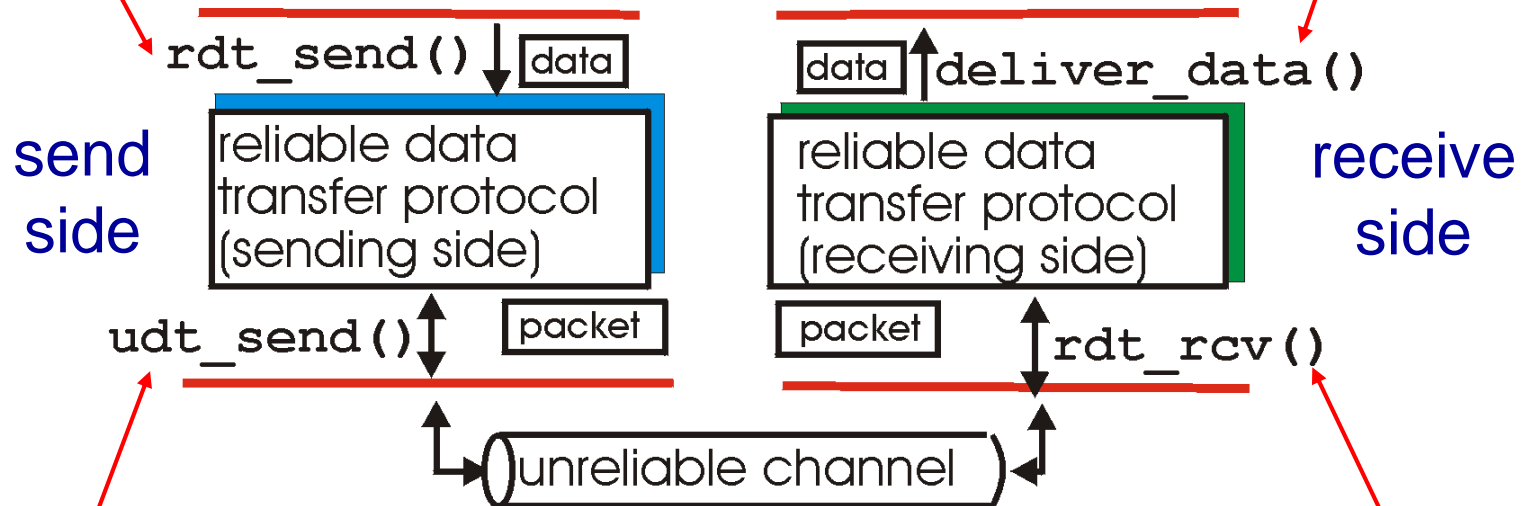 rdt_send()
data
data
deliver_data()
send
side
reliable data
transfer protocol
(sending side)
reliable data
transfer protocol
(receiving side)
receive
side
udt_send()
packet
packet
rdt_rcv()
unreliable channel